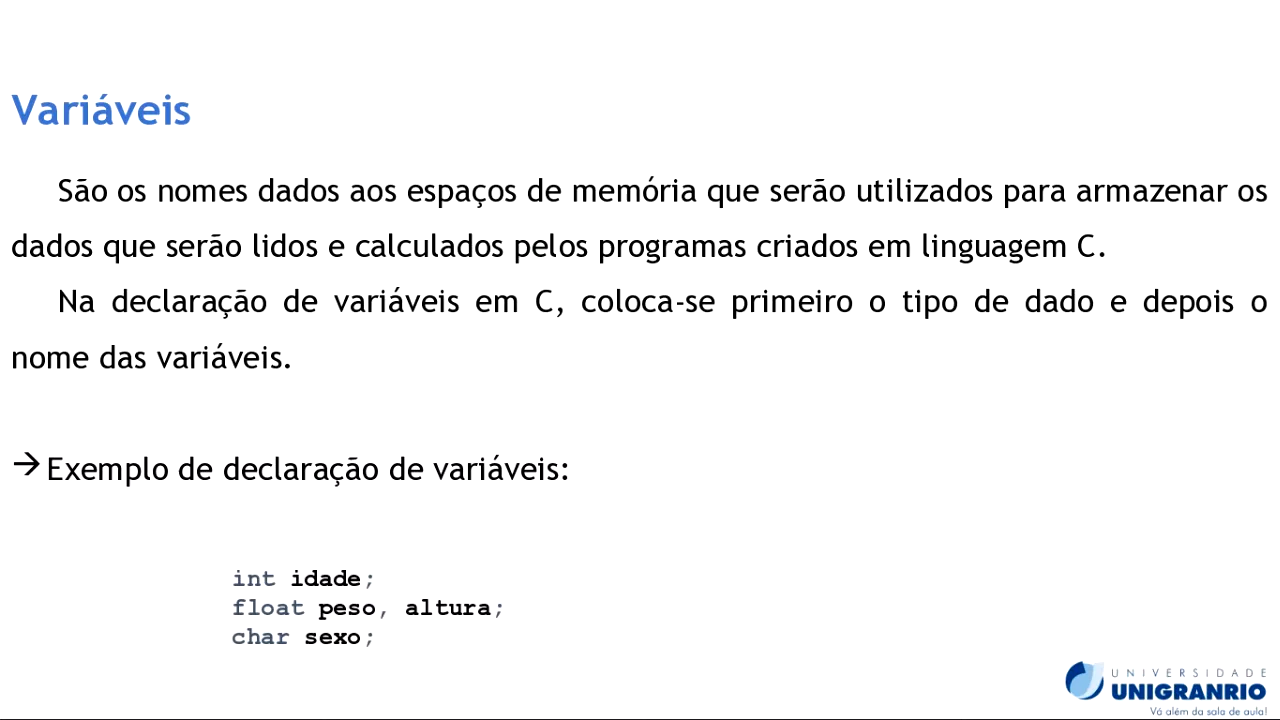 Variáveis
São os nomes dados aos espaços de memória que serão utilizados para armazenar os
dados que serão lidos e calculados pelos programas criados em linguagem C.
Na declaração de variáveis em C, coloca-se primeiro o tipo de dado e depois o
nome das variáveis.
→ Exemplo de declaração de variáveis:
int idade;
float peso, altura;
char sexo;
UNIVERSIDADE
UNIGRANRIO
Vá além da sala de aula!